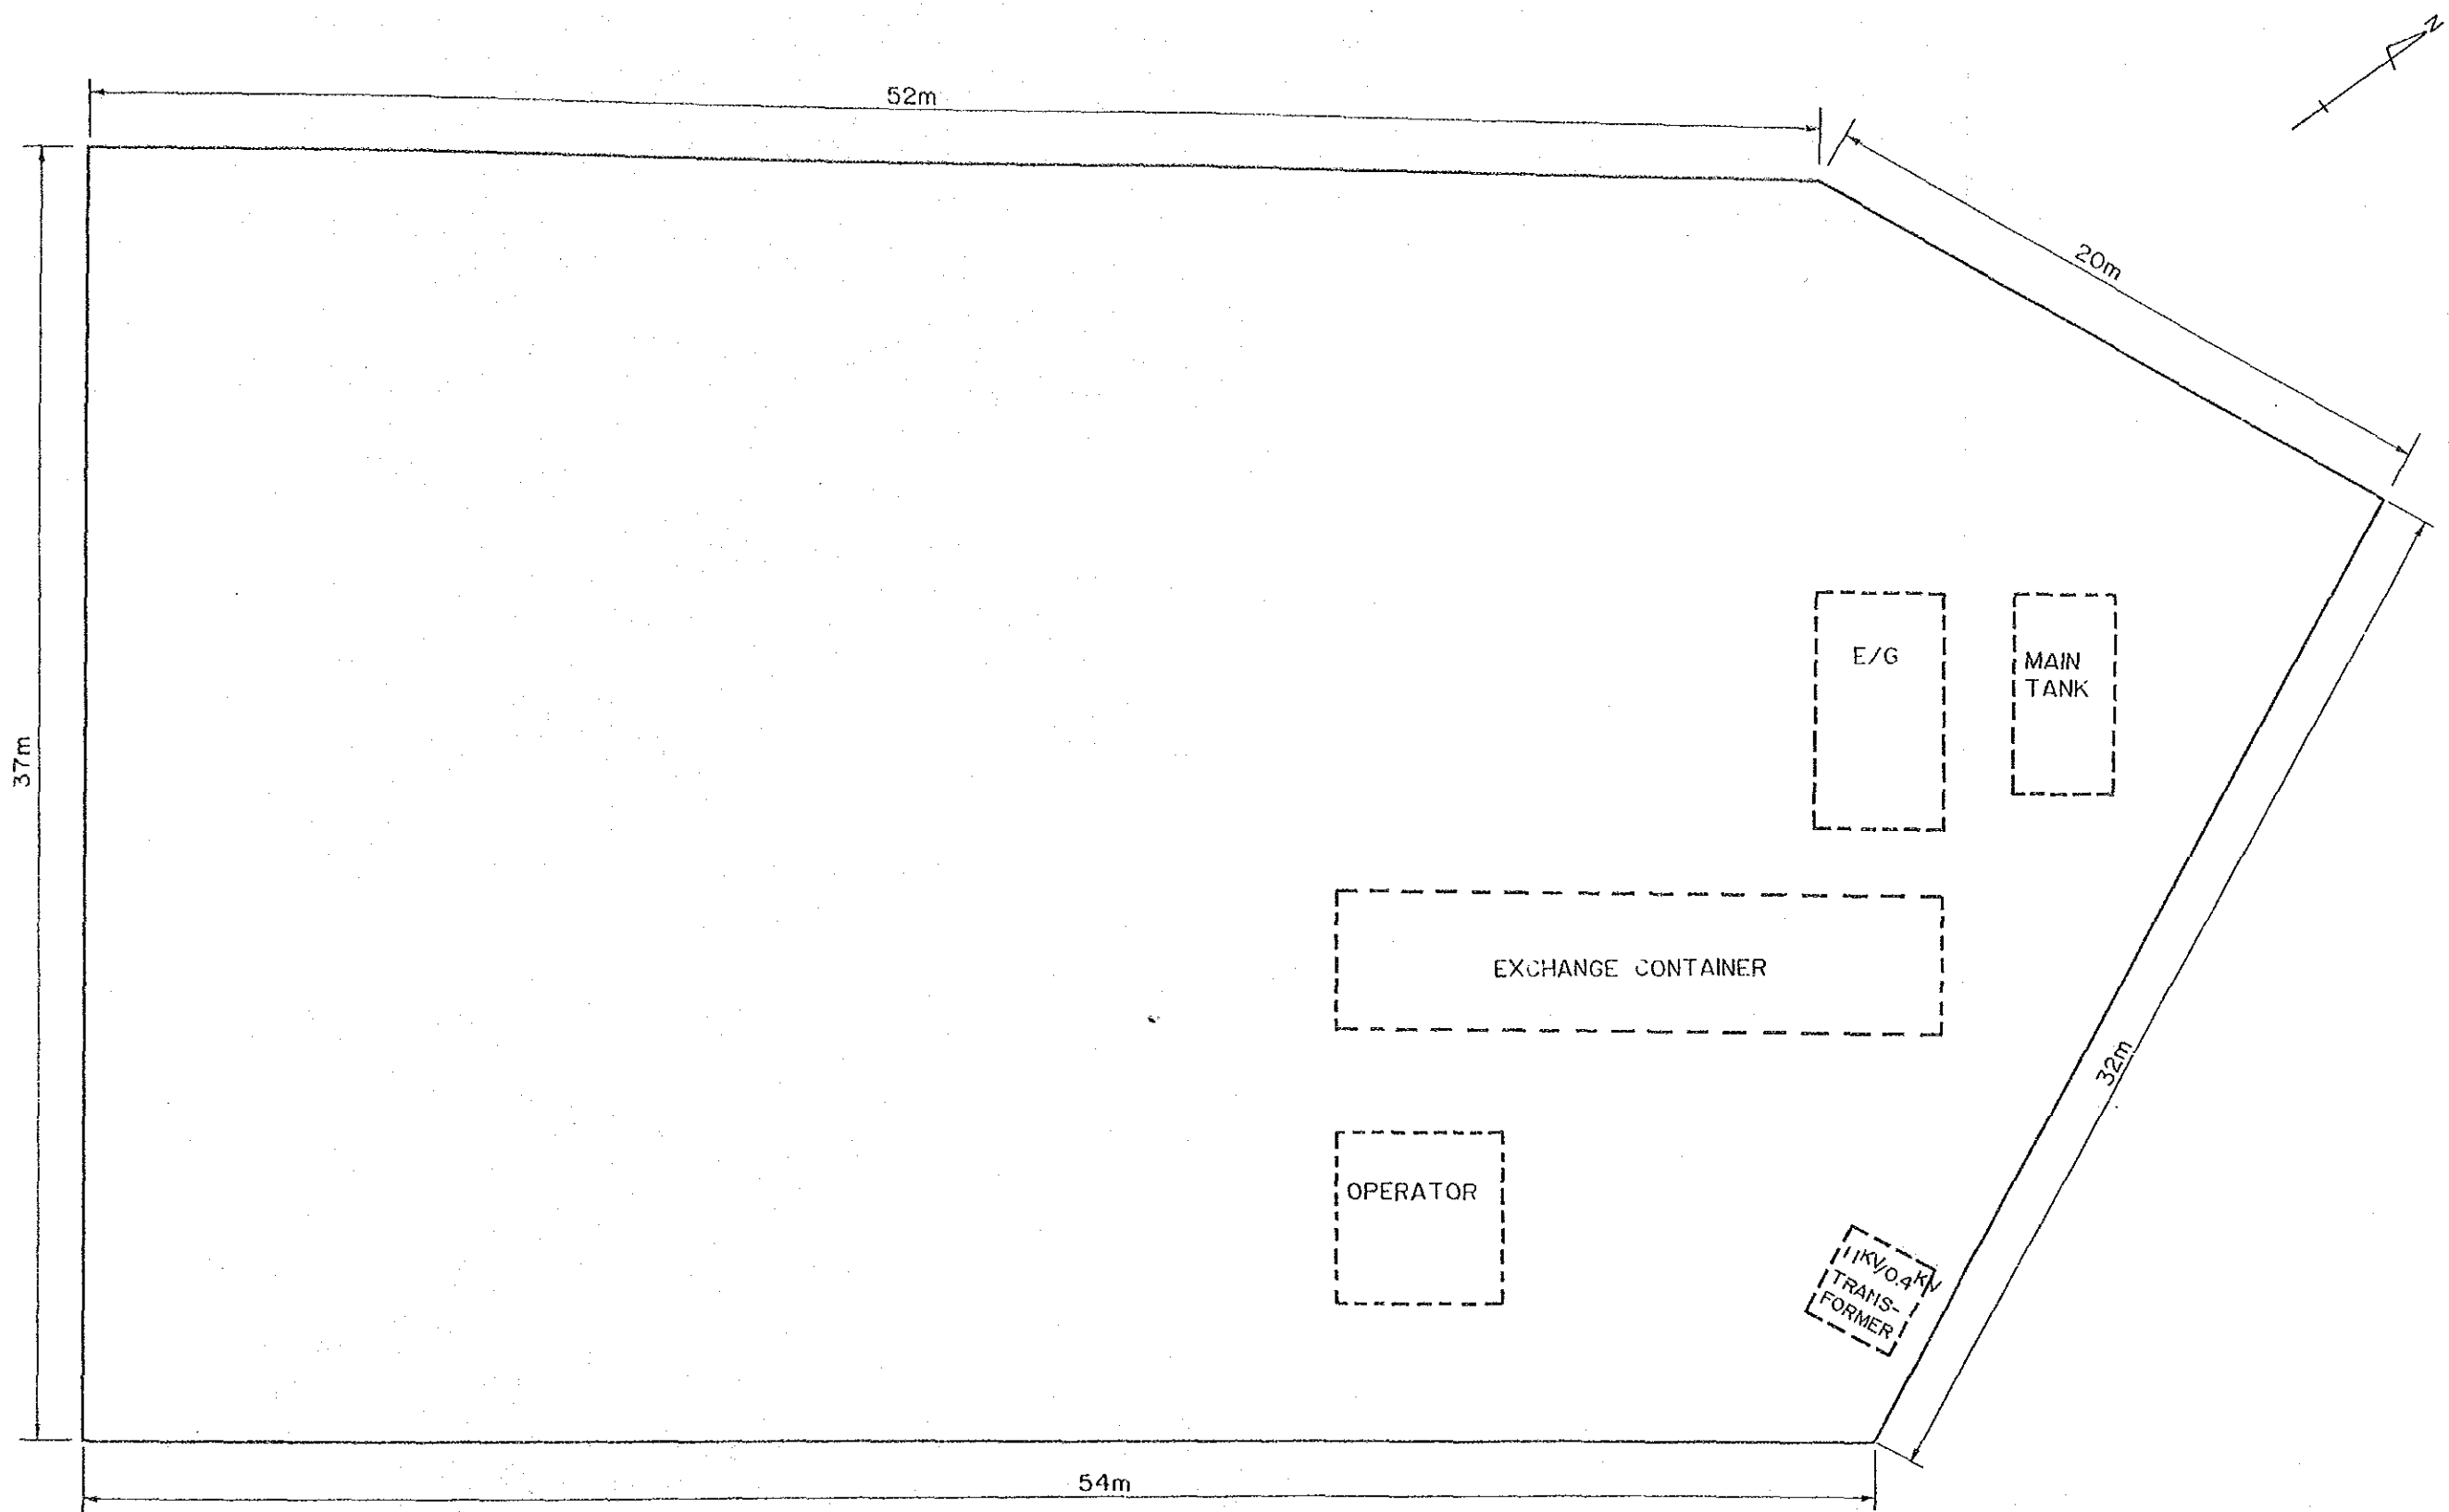 N
52m
20m
37m
E/G
MAIN
TANK
EXCHANGE CONTAINER
32m
OPERATOR
11KV/0.4KV
TRANS-
FORMER
54m